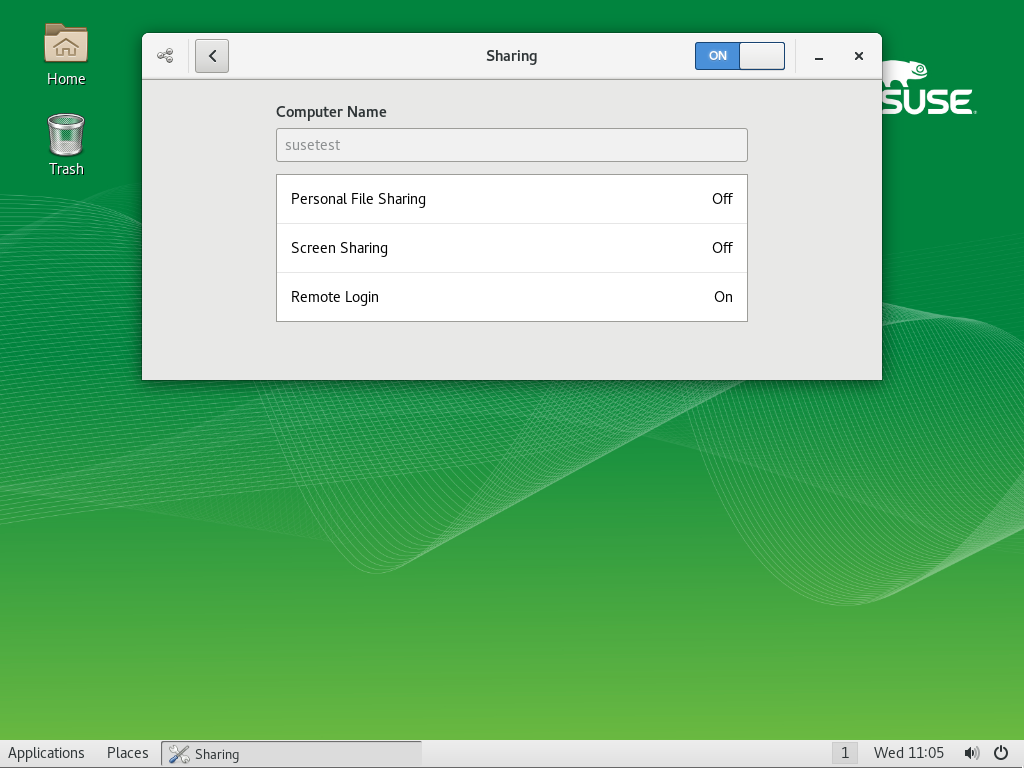 Home
Trash
Sharing
ON
SUSE
Computer Name
susetest
Personal File Sharing Off
Screen Sharing Off
Remote Login On
Applications Places Sharing 1 Wed 11:05